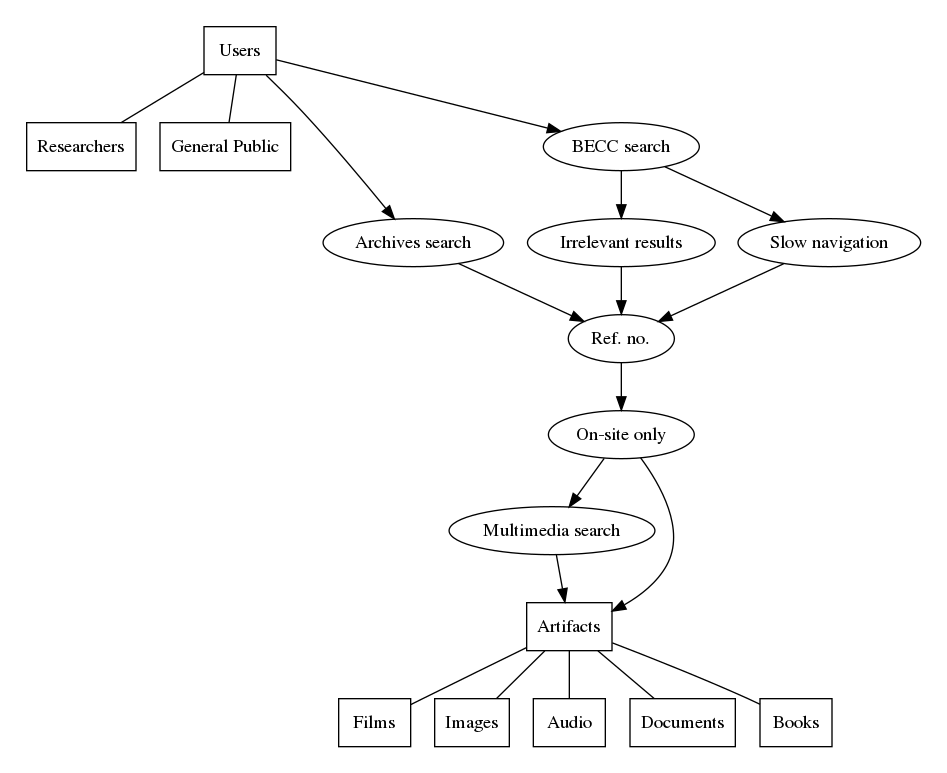 Users
Researchers
General Public
BECC search
Archives search
Irrelevant results
Slow navigation
Ref. no.
On-site only
Multimedia search
Artifacts
Films
Images
Audio
Documents
Books